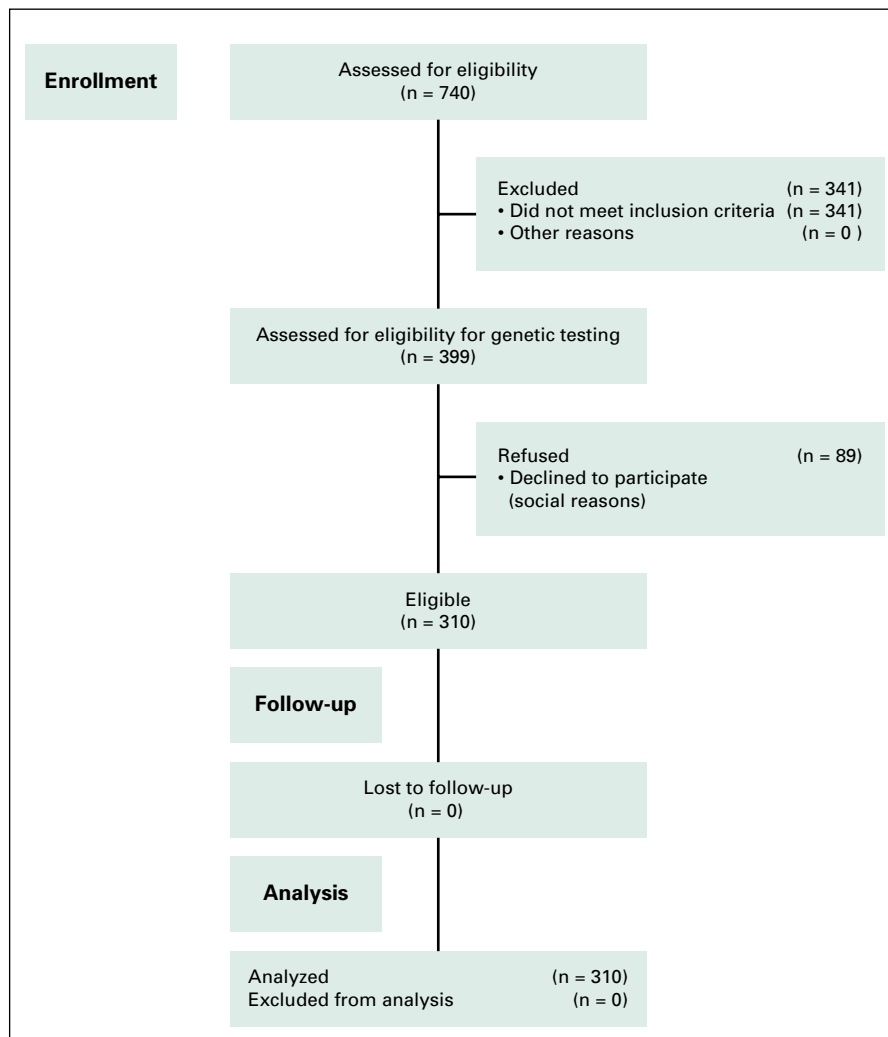 Enrollment
Assessed for eligibility
(n = 740)
Excluded (n = 341)
• Did not meet inclusion criteria (n = 341)
• Other reasons (n = 0 )
Assessed for eligibility for genetic testing
(n = 399)
Refused (n = 89)
• Declined to participate
(social reasons)
Eligible
(n = 310)
Follow-up
Lost to follow-up
(n = 0)
Analysis
Analyzed (n = 310)
Excluded from analysis (n = 0)